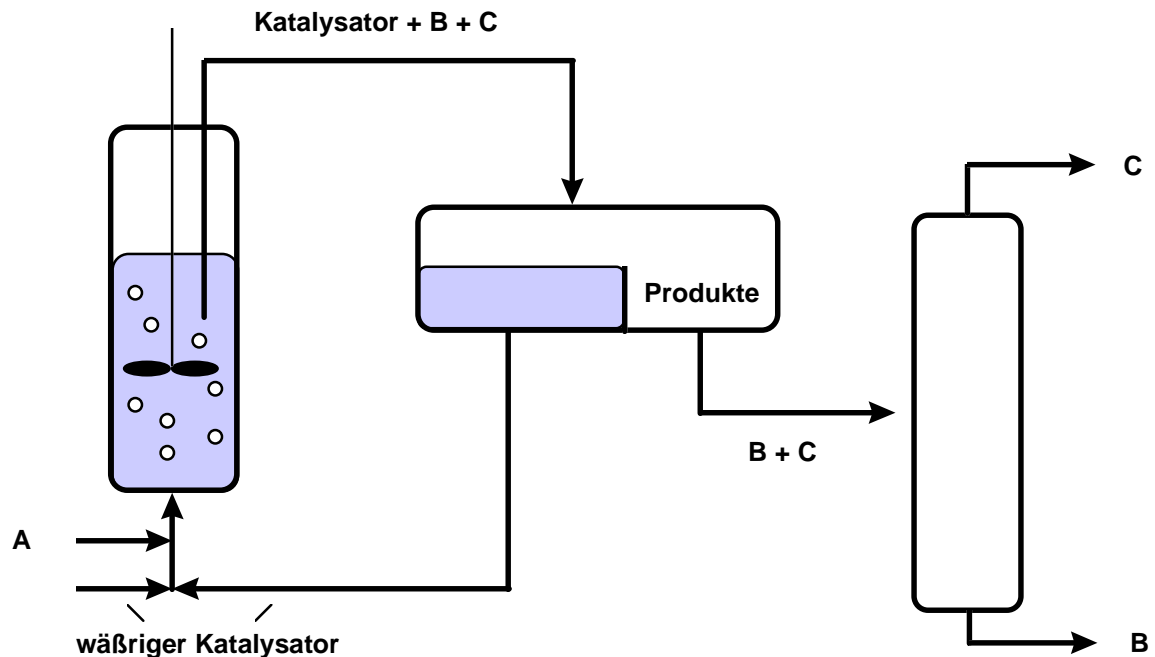 Katalysator + B + C
C
Produkte
B + C
A
wäßriger Katalysator
B